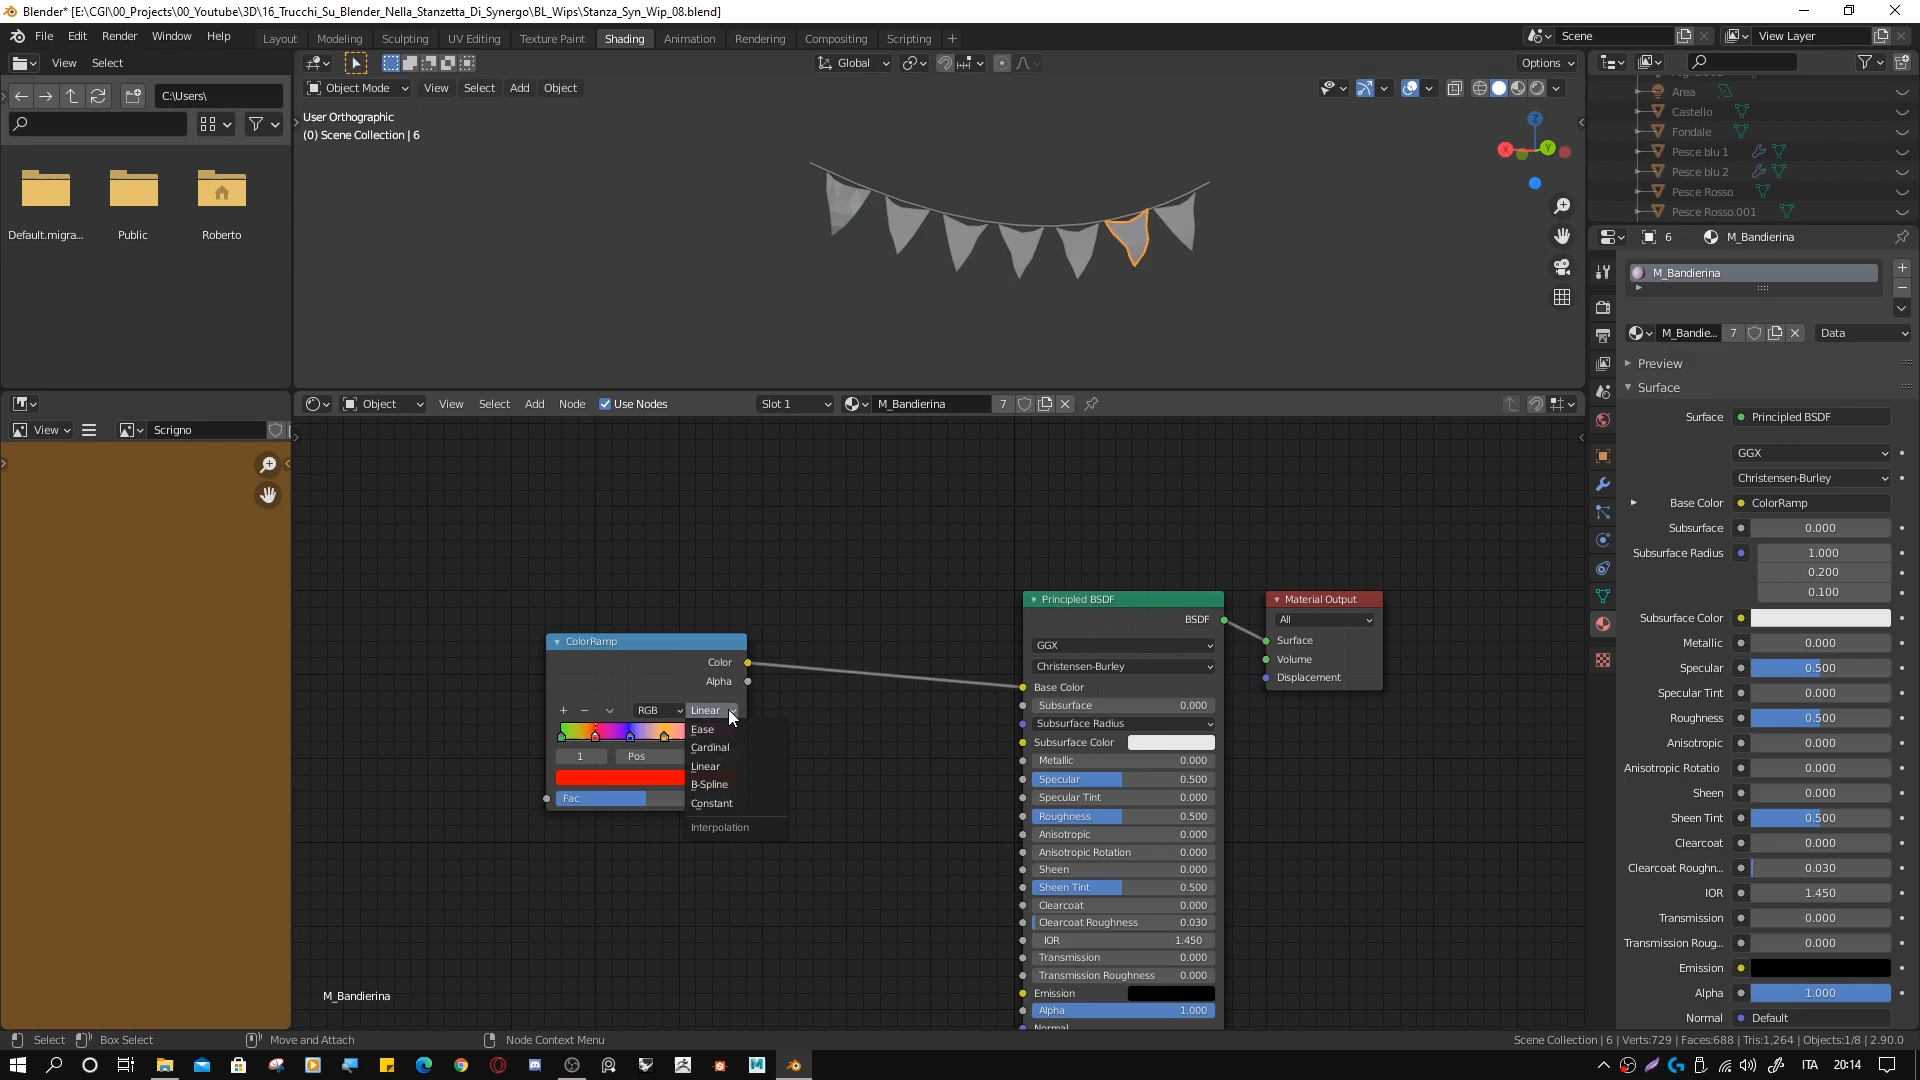 Blender* [E:\CGI\00_Projects\00_Youtube\3D\16_Trucchi_Su_Blender_Nella_Stanzetta_Di_Synergo\BL_Wips\Stanza_Syn_Wip_08.blend]
File Edit Render Window Help
Layout Modeling Sculpting UV Editing Texture Paint Shading Animation Rendering Compositing Scripting +
Scene
View Layer
View Select
Global
Options
C:\Users\
Object Mode View Select Add Object
User Orthographic
(0) Scene Collection | 6
Default.migra...
Public
Roberto
X Y Z
Area
Castello
Fondale
Pesce blu 1
Pesce blu 2
Pesce Rosso
Pesce Rosso.001
6 M_Bandierina
M_Bandierina
M_Bandie... 7 Data
Preview
Surface
Surface Principled BSDF
GGX
Christensen-Burley
Base Color ColorRamp
Subsurface 0.000
Subsurface Radius 1.000
0.200
0.100
Subsurface Color
Metallic 0.000
Specular 0.500
Specular Tint 0.000
Roughness 0.500
Anisotropic 0.000
Anisotropic Rotatio 0.000
Sheen 0.000
Sheen Tint 0.500
Clearcoat 0.000
Clearcoat Roughn... 0.030
IOR 1.450
Transmission 0.000
Transmission Roug... 0.000
Emission
Alpha 1.000
Normal Default
View Scrigno
Object View Select Add Node Use Nodes Slot 1 M_Bandierina 7
ColorRamp
Color
Alpha
RGB Linear
1 Pos
Fac
Ease
Cardinal
Linear
B-Spline
Constant
Interpolation
Principled BSDF
BSDF
GGX
Christensen-Burley
Base Color
Subsurface 0.000
Subsurface Radius
Subsurface Color
Metallic 0.000
Specular 0.500
Specular Tint 0.000
Roughness 0.500
Anisotropic 0.000
Anisotropic Rotation 0.000
Sheen 0.000
Sheen Tint 0.500
Clearcoat 0.000
Clearcoat Roughness 0.030
IOR 1.450
Transmission 0.000
Transmission Roughness 0.000
Emission
Alpha 1.000
Normal
Material Output
All
Surface
Volume
Displacement
M_Bandierina
Select Box Select Move and Attach Node Context Menu
Scene Collection | 6 | Verts:729 | Faces:688 | Tris:1,264 | Objects:1/8 | 2.90.0
ITA 20:14